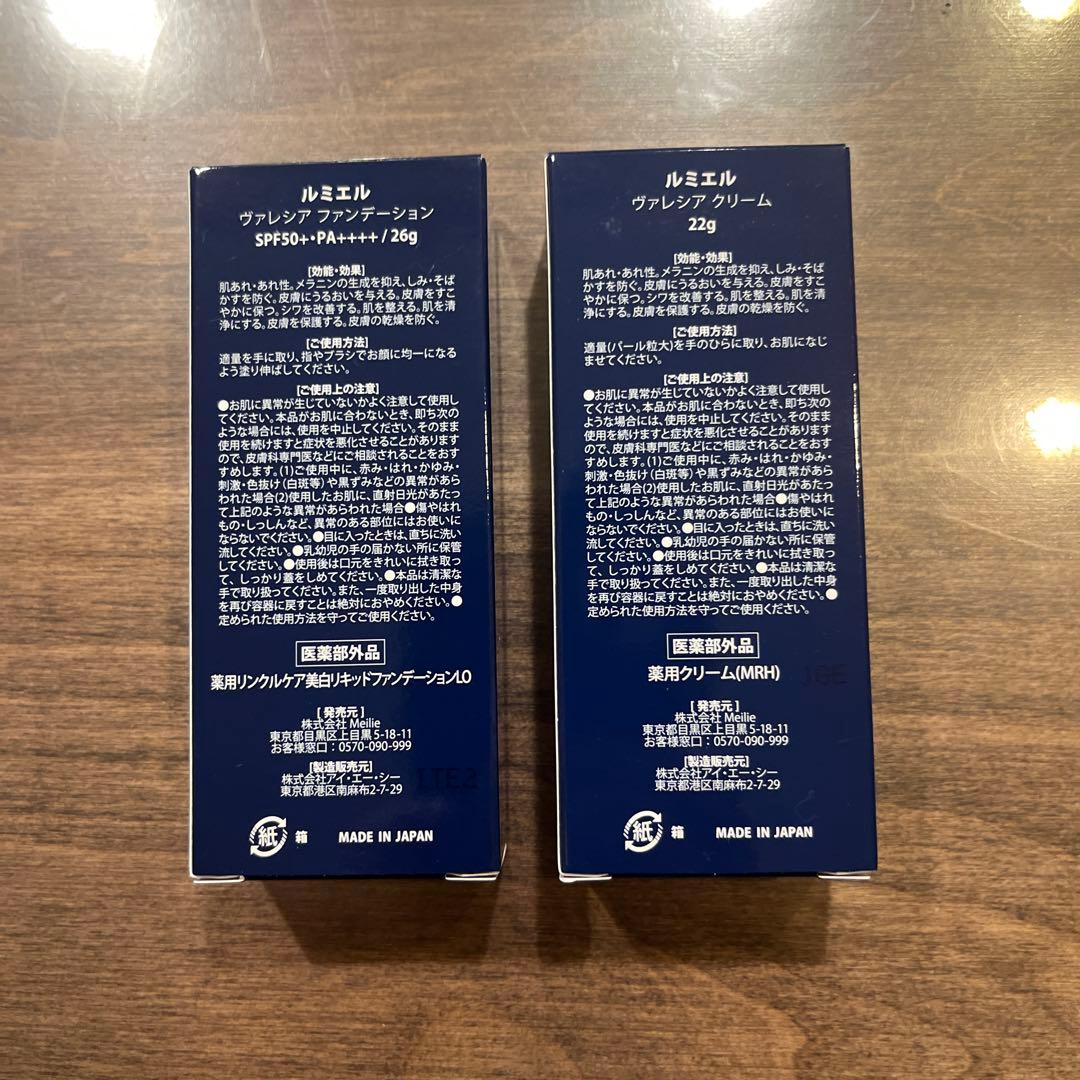 ルミエル
ヴァレシア ファンデーション
SPF50+・PA++++ / 26g
[効能・効果]
肌あれ・あれ性。メラニンの生成を抑え、しみ・そば
かすを防ぐ。皮膚にうるおいを与える。皮膚をすこ
やかに保つ。シワを改善する。肌を整える。肌を清
浄にする。皮膚を保護する。皮膚の乾燥を防ぐ。
[ご使用方法]
適量を手に取り、指やブラシでお顔に均一になる
よう塗り伸ばしてください。
[ご使用上の注意]
●お肌に異常が生じていないかよく注意して使用し
てください。本品がお肌に合わないとき、即ち次の
ような場合には、使用を中止してください。そのまま
使用を続けますと症状を悪化させることがあります
ので、皮膚科専門医などにご相談されることをおす
すめします。(1)ご使用中に、赤み・はれ・かゆみ・
刺激・色抜け(白斑等)や黒ずみなどの異常があら
われた場合(2)使用したお肌に、直射日光があたっ
て上記のような異常があらわれた場合●傷やはれ
もの・しっしんなど、異常のある部位にはお使いに
ならないでください。●目に入ったときは、直ちに洗い
流してください。●乳幼児の手の届かない所に保管
してください。●使用後は口元をきれいに拭き取っ
て、しっかり蓋をしめてください。●本品は清潔な
手で取り扱ってください。また、一度取り出した中身
を再び容器に戻すことは絶対におやめください。●
定められた使用方法を守ってご使用ください。
医薬部外品
薬用リンクルケア美白リキッドファンデーションLO
[ 発売元 ]
株式会社 Meilie
東京都目黒区上目黒5-18-11
お客様窓口:0570-090-999
[製造販売元]
株式会社アイ・エー・シー
東京都港区南麻布2-7-29
1TE2
紙 箱 MADE IN JAPAN
ルミエル
ヴァレシア クリーム
22g
[効能・効果]
肌あれ・あれ性。メラニンの生成を抑え、しみ・そば
かすを防ぐ。皮膚にうるおいを与える。皮膚をすこ
やかに保つ。シワを改善する。肌を整える。肌を清
浄にする。皮膚を保護する。皮膚の乾燥を防ぐ。
[ご使用方法]
適量(パール粒大)を手のひらに取り、お肌になじ
ませてください。
[ご使用上の注意]
●お肌に異常が生じていないかよく注意して使用し
てください。本品がお肌に合わないとき、即ち次の
ような場合には、使用を中止してください。そのまま
使用を続けますと症状を悪化させることがあります
ので、皮膚科専門医などにご相談されることをおす
すめします。(1)ご使用中に、赤み・はれ・かゆみ・
刺激・色抜け(白斑等)や黒ずみなどの異常があら
われた場合(2)使用したお肌に、直射日光があたっ
て上記のような異常があらわれた場合●傷やはれ
もの・しっしんなど、異常のある部位にはお使いに
ならないでください。●目に入ったときは、直ちに洗い
流してください。●乳幼児の手の届かない所に保管
してください。●使用後は口元をきれいに拭き取っ
て、しっかり蓋をしめてください。●本品は清潔な
手で取り扱ってください。また、一度取り出した中身
を再び容器に戻すことは絶対におやめください。●
定められた使用方法を守ってご使用ください。
医薬部外品
薬用クリーム(MRH)
[ 発売元 ]
株式会社 Meilie
東京都目黒区上目黒5-18-11
お客様窓口:0570-090-999
[製造販売元]
株式会社アイ・エー・シー
東京都港区南麻布2-7-29
紙 箱 MADE IN JAPAN